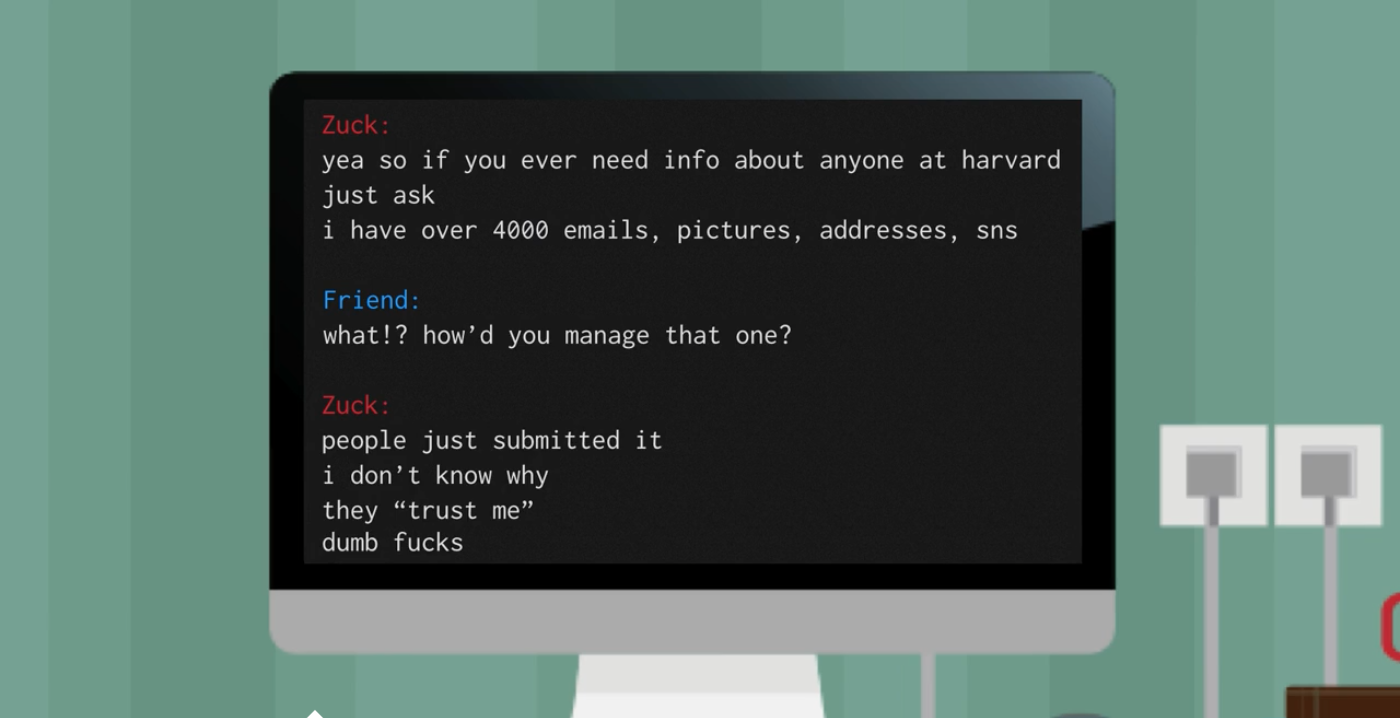 Zuck:
yea so if you ever need info about anyone at harvard
just ask
i have over 4000 emails, pictures, addresses, sns
Friend:
what!? how’d you manage that one?
Zuck:
people just submitted it
i don’t know why
they “trust me”
dumb fucks